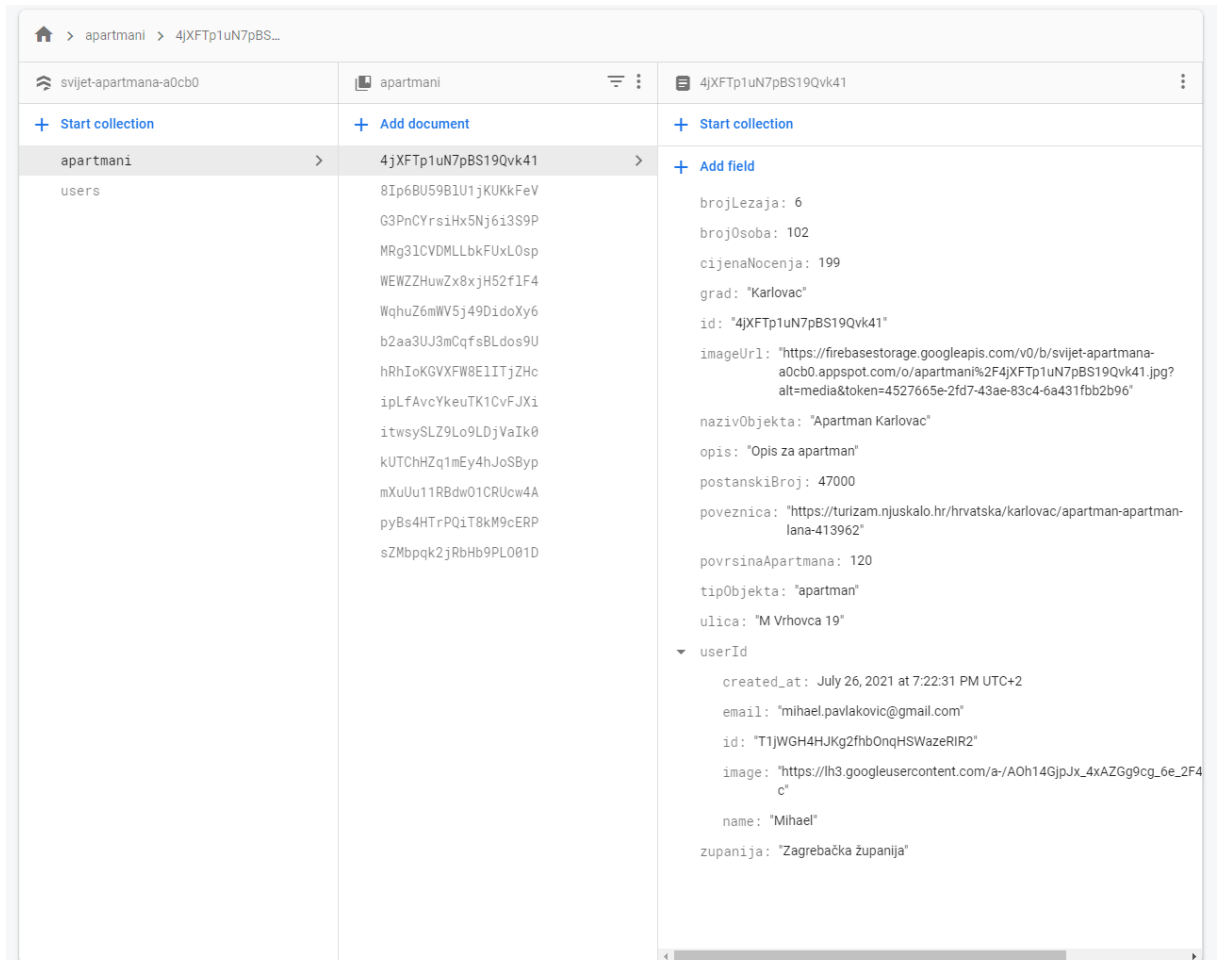 apartmani > 4jXFTp1uN7pBS...
svijet-apartmana-a0cb0
apartmani
4jXFTp1uN7pBS19Qvk41
+ Start collection
+ Add document
+ Start collection
apartmani
users
4jXFTp1uN7pBS19Qvk41
8Ip6BU59BlU1jKUKkFeV
G3PnCYrsiHx5Nj6i3S9P
MRg3lCVDMLLbkFUxLOsp
WEWZZHuwZx8xjH52flF4
WqhuZ6mWV5j49DidoXy6
b2aa3UJ3mCqfsBLdos9U
hRhIoKGVXFW8ElITjZHc
ipLfAvcYkeuTK1CvFJXi
itwsySLZ9Lo9LDjVaIk0
kUTChHZq1mEy4hJoSByp
mXuUu11RBdwO1CRUcw4A
pyBs4HTrPQiT8kM9cERP
sZMbpqk2jRbHb9PLO01D
+ Add field
brojLezaja: 6
brojOsoba: 102
cijenaNocenja: 199
grad: "Karlovac"
id: "4jXFTp1uN7pBS19Qvk41"
imageUrl: "https://firebasestorage.googleapis.com/v0/b/svijet-apartmana-
a0cb0.appspot.com/o/apartmani%2F4jXFTp1uN7pBS19Qvk41.jpg?
alt=media&token=4527665e-2fd7-43ae-83c4-6a431fbb2b96"
nazivObjekta: "Apartman Karlovac"
opis: "Opis za apartman"
postanskiBroj: 47000
poveznica: "https://turizam.njuskalo.hr/hrvatska/karlovac/apartman-apartman-
lana-413962"
povrsinaApartmana: 120
tipObjekta: "apartman"
ulica: "M Vrhovca 19"
userId
created_at: July 26, 2021 at 7:22:31 PM UTC+2
email: "mihael.pavlakovic@gmail.com"
id: "T1jWGH4HJKg2fhbOnqHSWazeRIR2"
image: "https://lh3.googleusercontent.com/a-/AOh14GjpJx_4xAZGg9cg_6e_2F4
c"
name: "Mihael"
zupanija: "Zagrebačka županija"